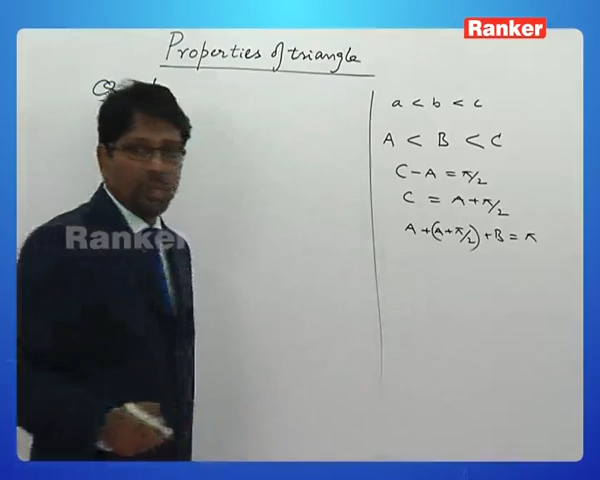 Ranker
Properties of triangle
a < b < c
A < B < C
C - A = π/2
C = A + π/2
A + (A + π/2) + B = π
Ranker